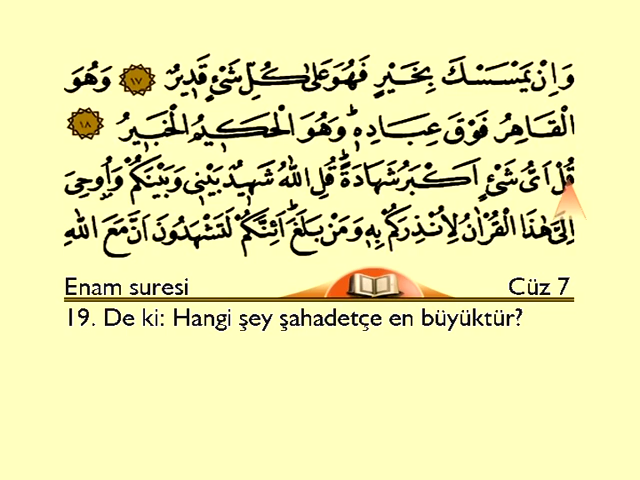 وَاِنْ يَمْسَسْكَ بِخَيْرٍ فَهُوَ عَلٰى كُلِّ شَيْءٍ قَد۪يرٌ ﴿١٧﴾ وَهُوَ
الْقَاهِرُ فَوْقَ عِبَادِه۪ۜ وَهُوَ الْحَك۪يمُ الْخَب۪يرُ ﴿١٨﴾
قُلْ اَيُّ شَيْءٍ اَكْبَرُ شَهَادَةًۜ قُلِ اللّٰهُ شَه۪يدٌ بَيْن۪ي وَبَيْنَكُمْ وَاُو۫حِيَ
اِلَيَّ هٰذَا الْقُرْاٰنُ لِاُنْذِرَكُمْ بِه۪ وَمَنْ بَلَغَۜ اَئِنَّكُمْ لَتَشْهَدُونَ اَنَّ مَعَ اللّٰهِ
Enam suresi Cüz 7
19. De ki: Hangi şey şahadetçe en büyüktür?